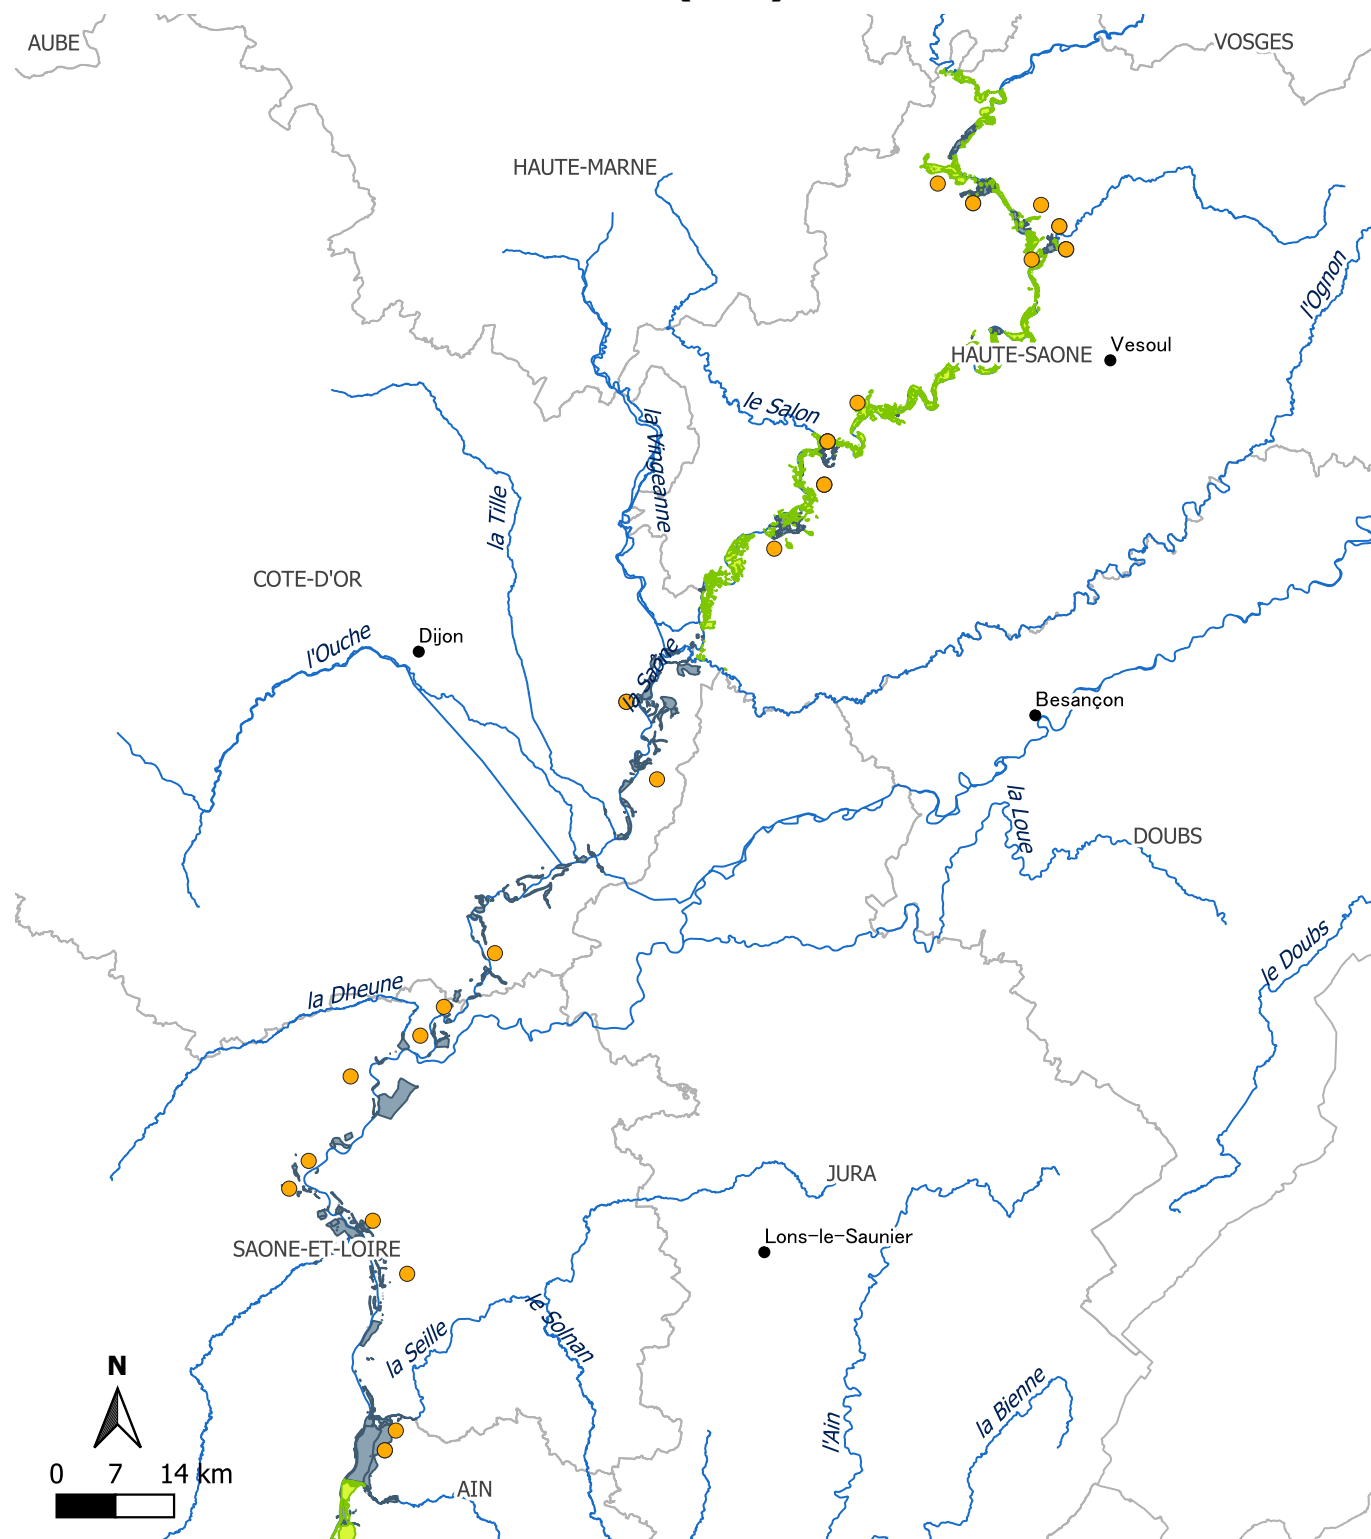 AUBE
VOSGES
HAUTE-MARNE
l'Ognon
HAUTE-SAONE
Vesoul
le Salon
la Vingeanne
la Tille
COTE-D'OR
Dijon
l'Ouche
la Saone
Besançon
la Loue
DOUBS
le Doubs
la Dheune
JURA
Lons-le-Saunier
SAONE-ET-LOIRE
le Solnan
la Seille
N
la Bienne
l'Ain
0 7 14 km
AIN